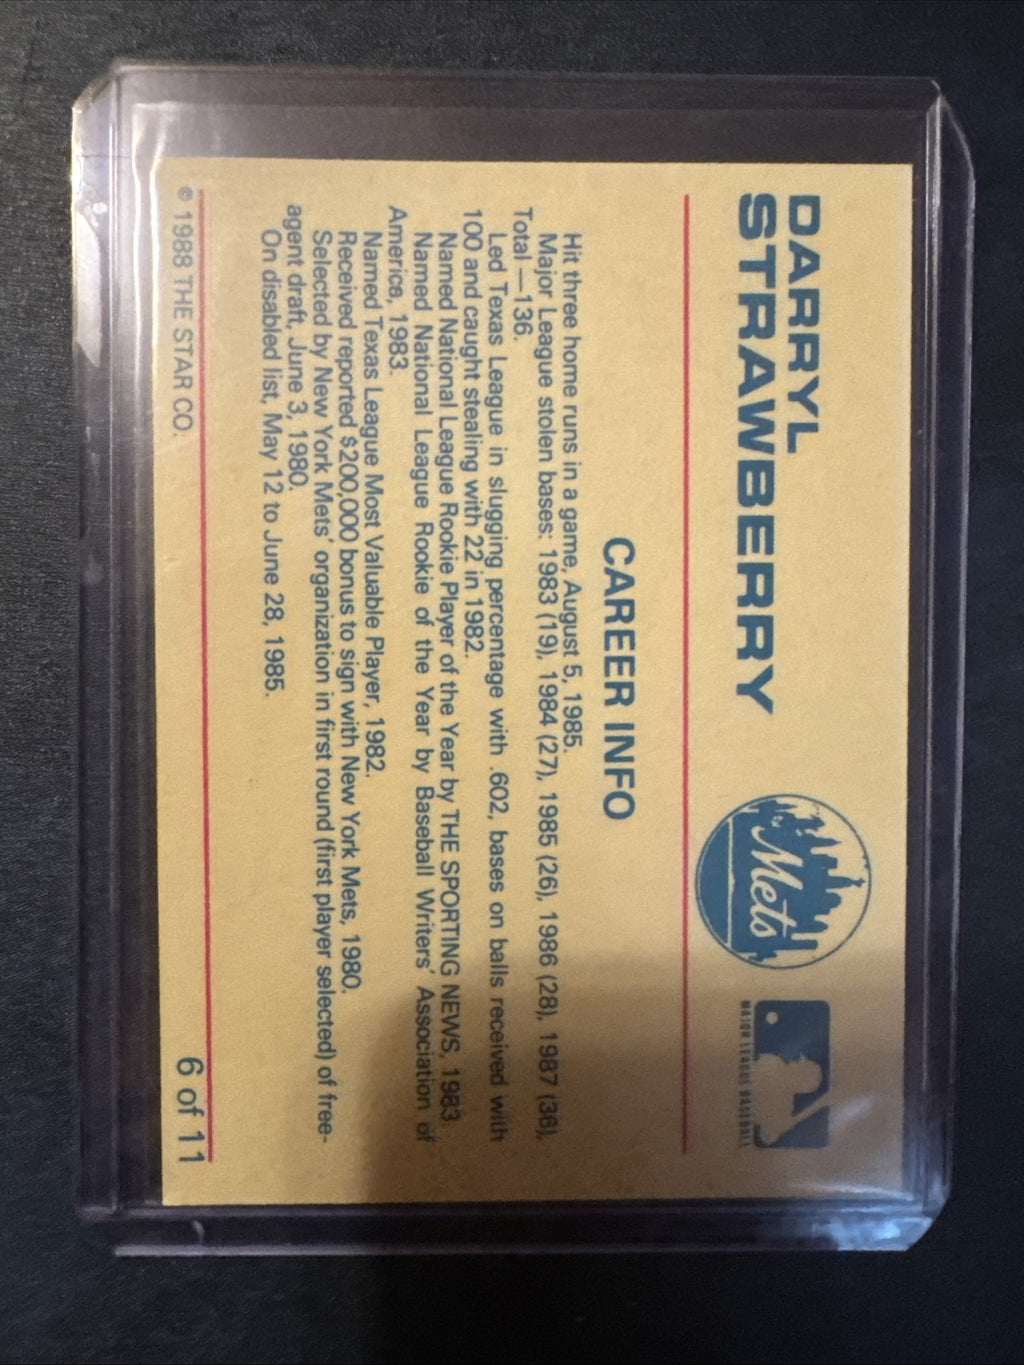 DARRYL
STRAWBERRY
Mets
MAJOR LEAGUE BASEBALL
CAREER INFO
Hit three home runs in a game, August 5, 1985.
Major League stolen bases: 1983 (19), 1984 (27), 1985 (26), 1986 (28), 1987 (36).
Total—136.
Led Texas League in slugging percentage with .602, bases on balls received with
100 and caught stealing with 22 in 1982.
Named National League Rookie Player of the Year by THE SPORTING NEWS, 1983.
Named National League Rookie of the Year by Baseball Writers' Association of
America, 1983.
Named Texas League Most Valuable Player, 1982.
Received reported $200,000 bonus to sign with New York Mets, 1980.
Selected by New York Mets' organization in first round (first player selected) of free-
agent draft, June 3, 1980.
On disabled list, May 12 to June 28, 1985.
© 1988 THE STAR CO.
6 of 11